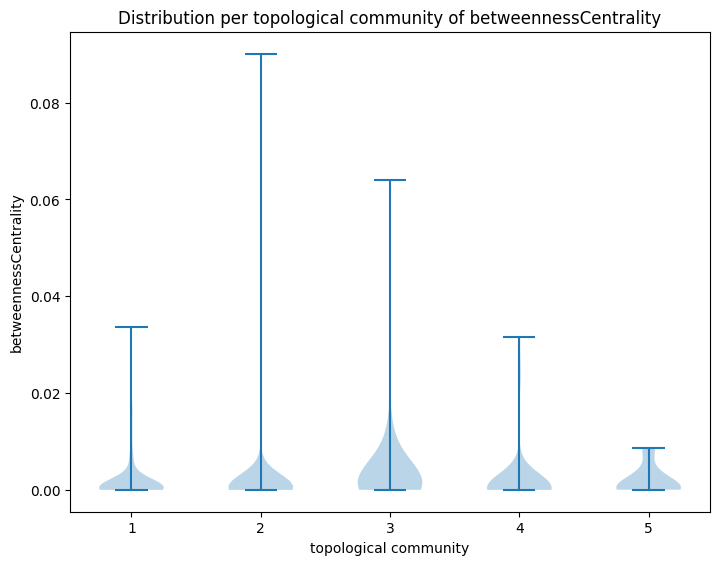 Distribution per topological community of betweennessCentrality
betweennessCentrality
0.08
0.06
0.04
0.02
0.00
1 2 3 4 5
topological community